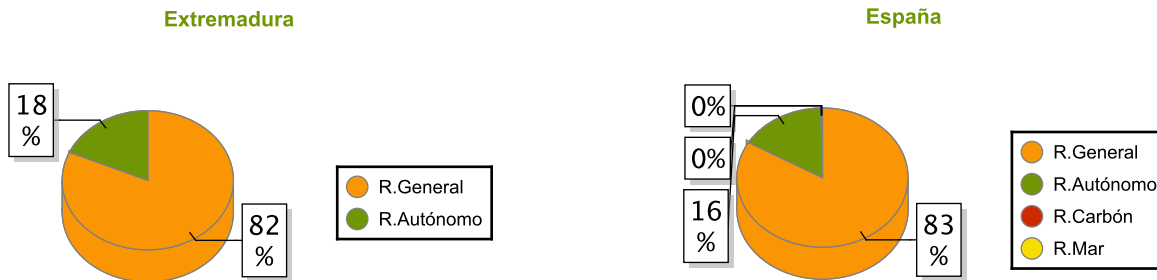 Extremadura
18
%
82
%
R.General
R.Autónomo
España
0%
0%
16
%
83
%
R.General
R.Autónomo
R.Carbón
R.Mar